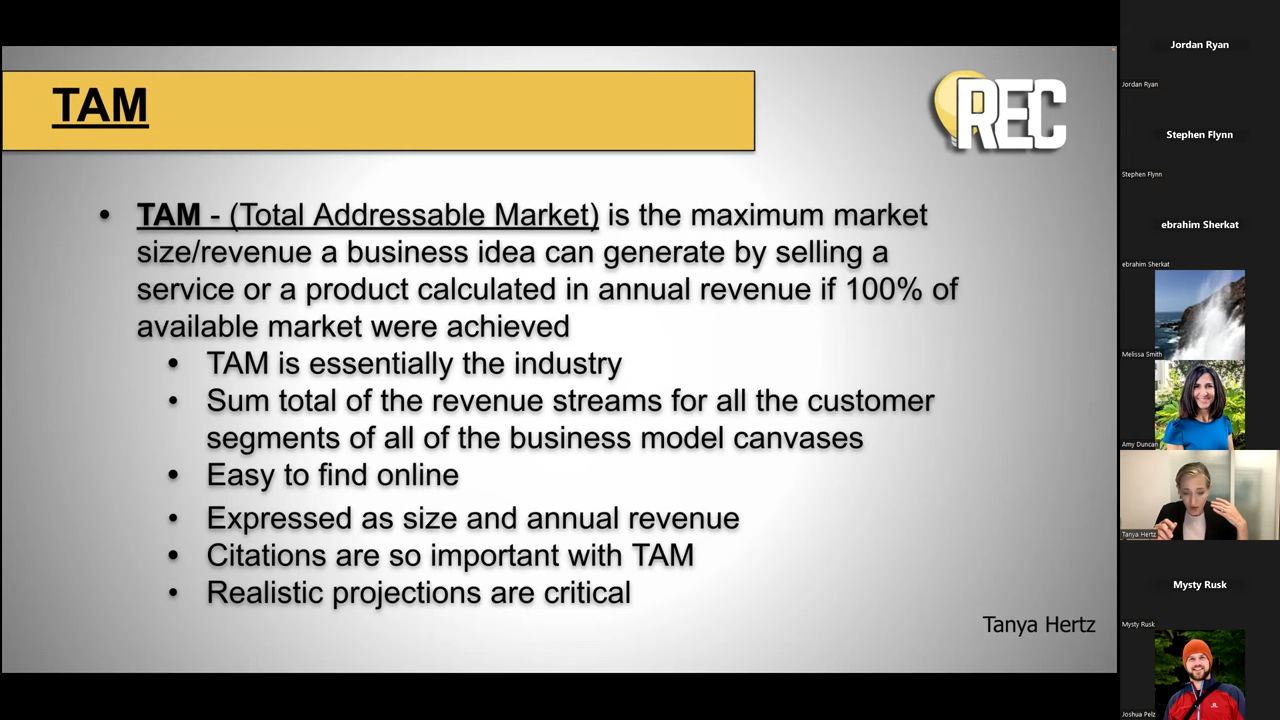 TAM
REC
• TAM - (Total Addressable Market) is the maximum market
size/revenue a business idea can generate by selling a
service or a product calculated in annual revenue if 100% of
available market were achieved
• TAM is essentially the industry
• Sum total of the revenue streams for all the customer
segments of all of the business model canvases
• Easy to find online
• Expressed as size and annual revenue
• Citations are so important with TAM
• Realistic projections are critical
Tanya Hertz
Jordan Ryan
Jordan Ryan
Stephen Flynn
Stephen Flynn
ebrahim Sherkat
ebrahim Sherkat
Melissa Smith
Amy Duncan
Tanya Hertz
Mysty Rusk
Mysty Rusk
Joshua Pelz